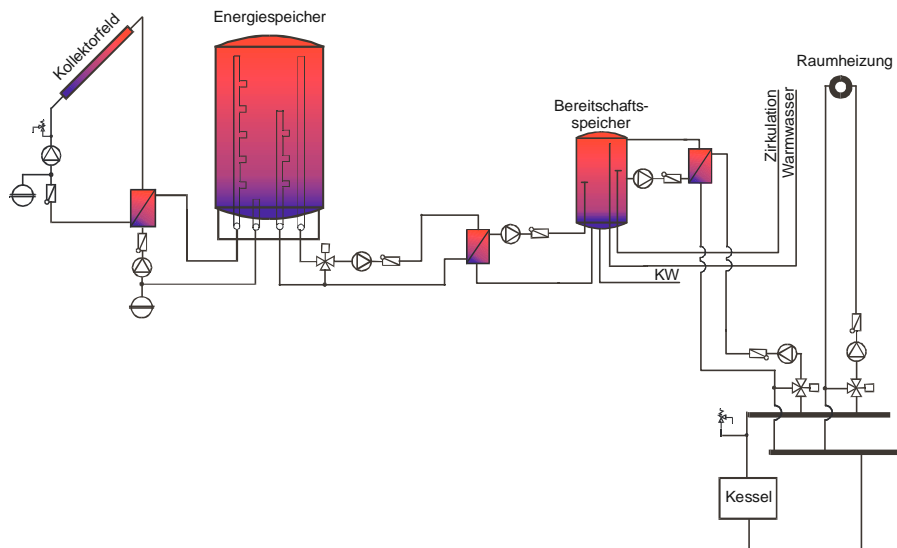 Energiespeicher
Kollektorfeld
Raumheizung
Bereitschafts-
speicher
Zirkulation
Warmwasser
KW
Kessel